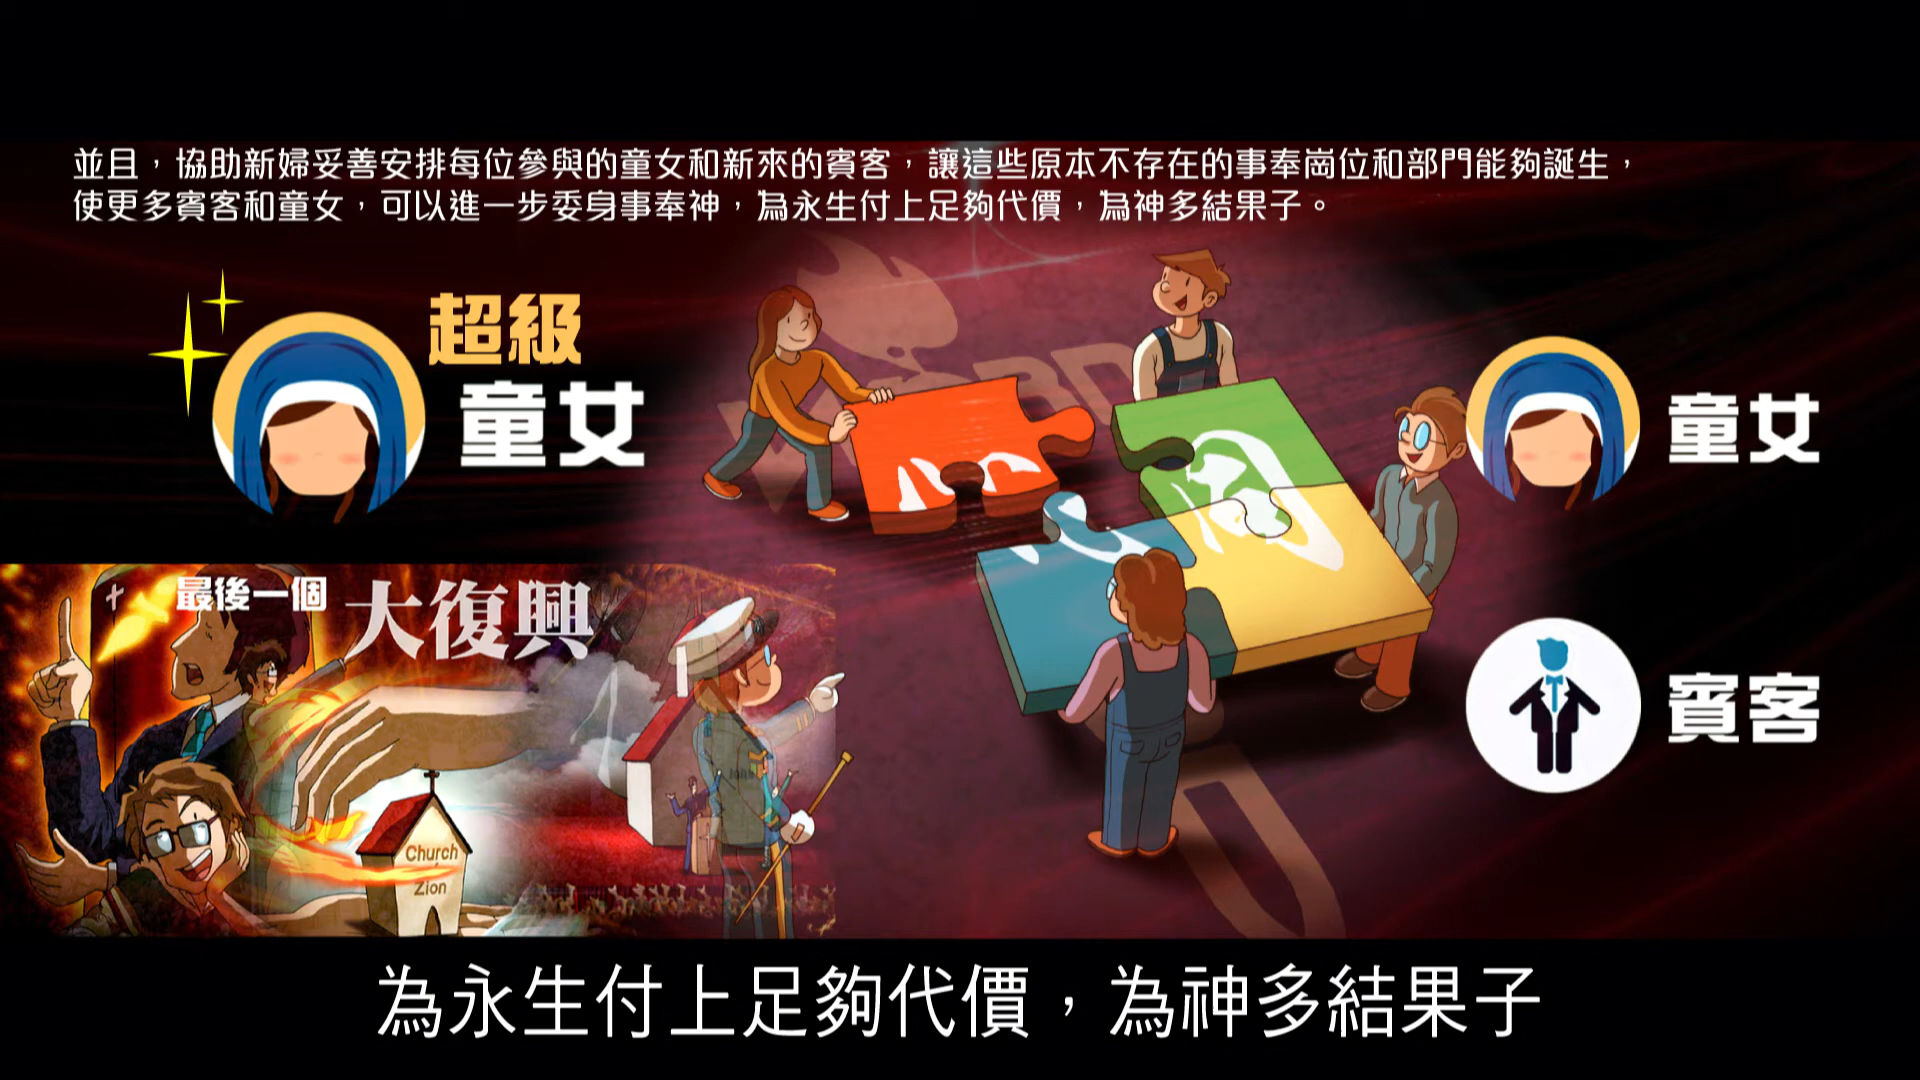 並且，協助新婦妥善安排每位參與的童女和新來的賓客，讓這些原本不存在的事奉崗位和部門能夠誕生，
使更多賓客和童女，可以進一步委身事奉神，為永生付上足夠代價，為神多結果子。
超級
童女
童女
最後一個
大復興
賓客
Church
Zion
為永生付上足夠代價，為神多結果子